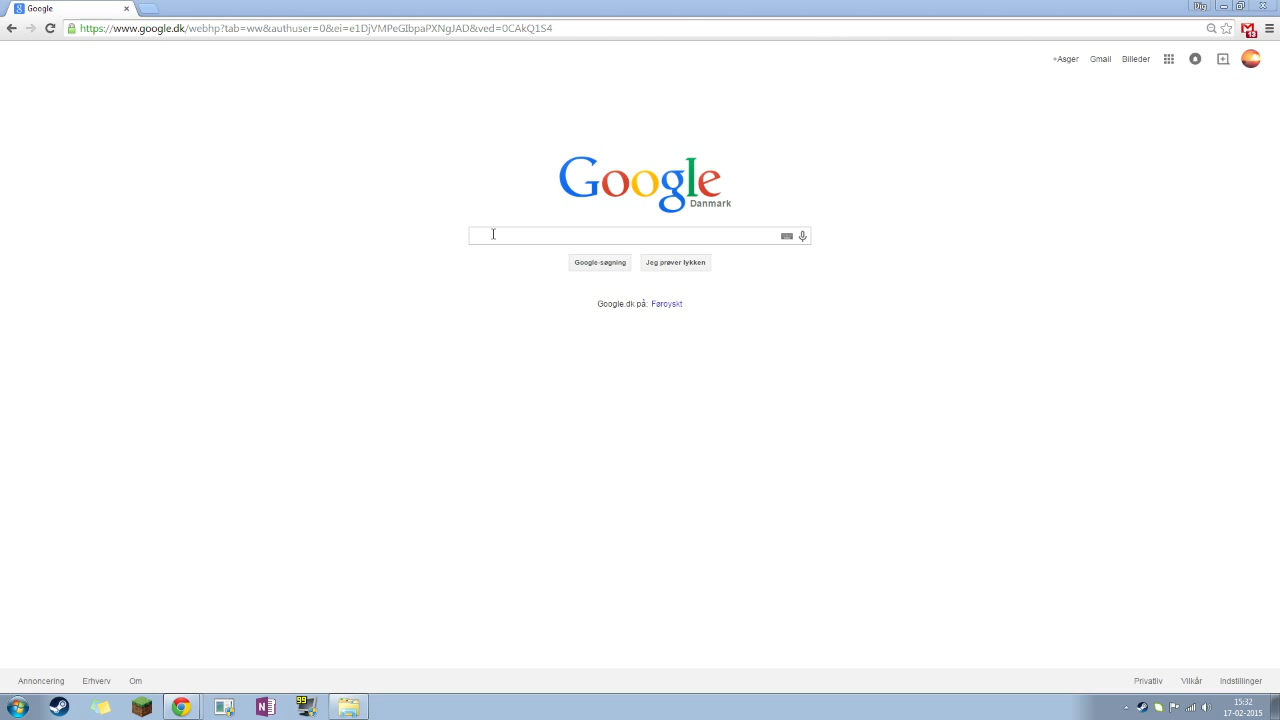 Google
https://www.google.dk/webhp?tab=ww&authuser=0&ei=e1DjVMPeGIbpaPXNgJAD&ved=0CAkQ1S4
+Asger Gmail Billeder
Google
Danmark
Google-søgning Jeg prøver lykken
Google.dk på: Føroyskt
Annoncering Erhverv Om
Privatliv Vilkår Indstillinger
99
15:32
17-02-2015